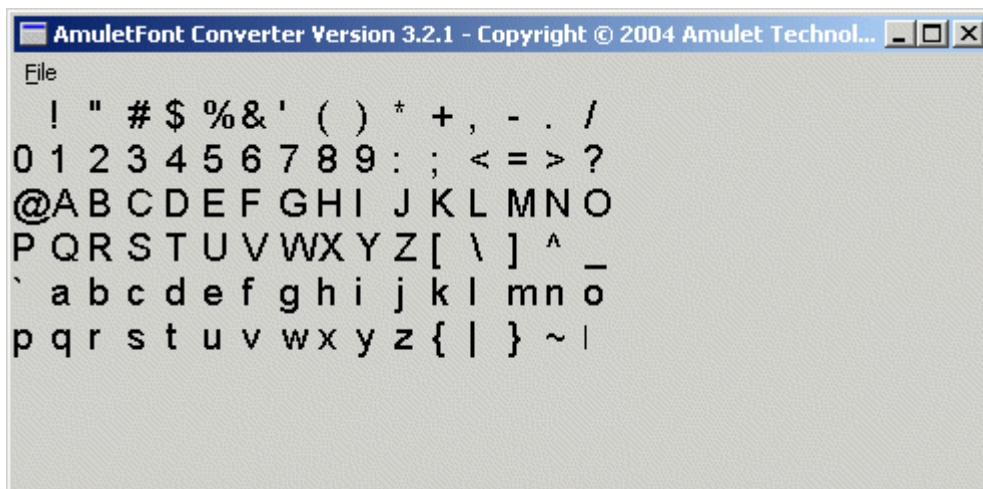 AmuletFont Converter Version 3.2.1 - Copyright © 2004 Amulet Technol...
File
! " # $ % & ' ( ) * + , - . /
0 1 2 3 4 5 6 7 8 9 : ; < = > ?
@ A B C D E F G H I J K L M N O
P Q R S T U V W X Y Z [ \ ] ^ _
` a b c d e f g h i j k l m n o
p q r s t u v w x y z { | } ~ |